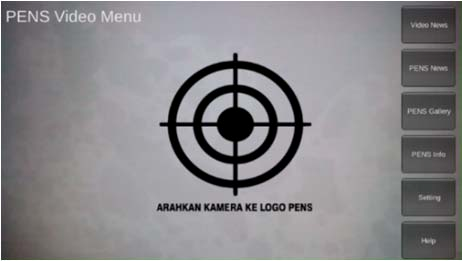 PENS Video Menu
Video News
PENS News
PENS Gallery
PENS Info
Setting
Help
ARAHKAN KAMERA KE LOGO PENS